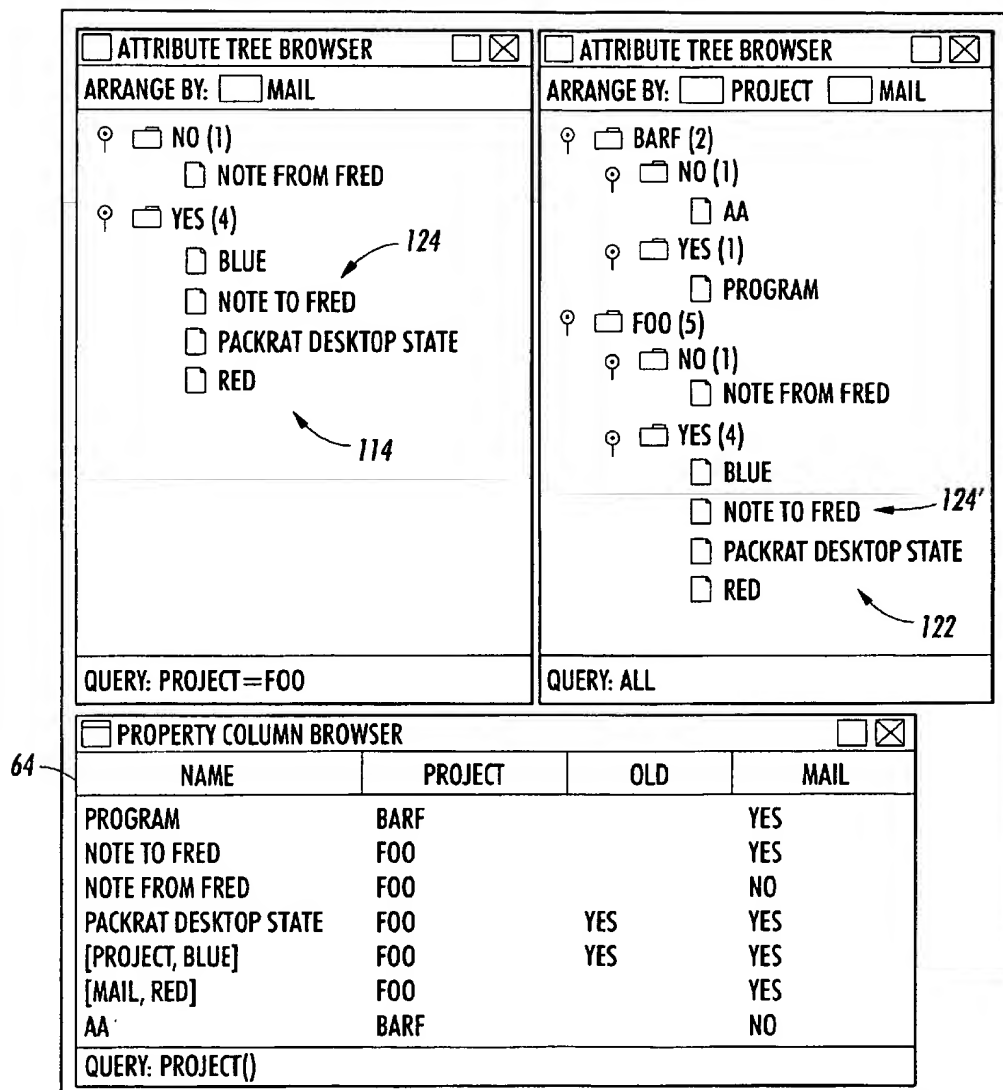 ATTRIBUTE TREE BROWSER
ARRANGE BY: MAIL
NO (1)
NOTE FROM FRED
YES (4)
BLUE
124
NOTE TO FRED
PACKRAT DESKTOP STATE
RED
114
QUERY: PROJECT=FOO
ATTRIBUTE TREE BROWSER
ARRANGE BY: PROJECT MAIL
BARF (2)
NO (1)
AA
YES (1)
PROGRAM
FOO (5)
NO (1)
NOTE FROM FRED
YES (4)
BLUE
NOTE TO FRED 124'
PACKRAT DESKTOP STATE
RED
122
QUERY: ALL
PROPERTY COLUMN BROWSER
64
NAME PROJECT OLD MAIL
PROGRAM BARF YES
NOTE TO FRED FOO YES
NOTE FROM FRED FOO NO
PACKRAT DESKTOP STATE FOO YES YES
[PROJECT, BLUE] FOO YES YES
[MAIL, RED] FOO YES
AA BARF NO
QUERY: PROJECT()